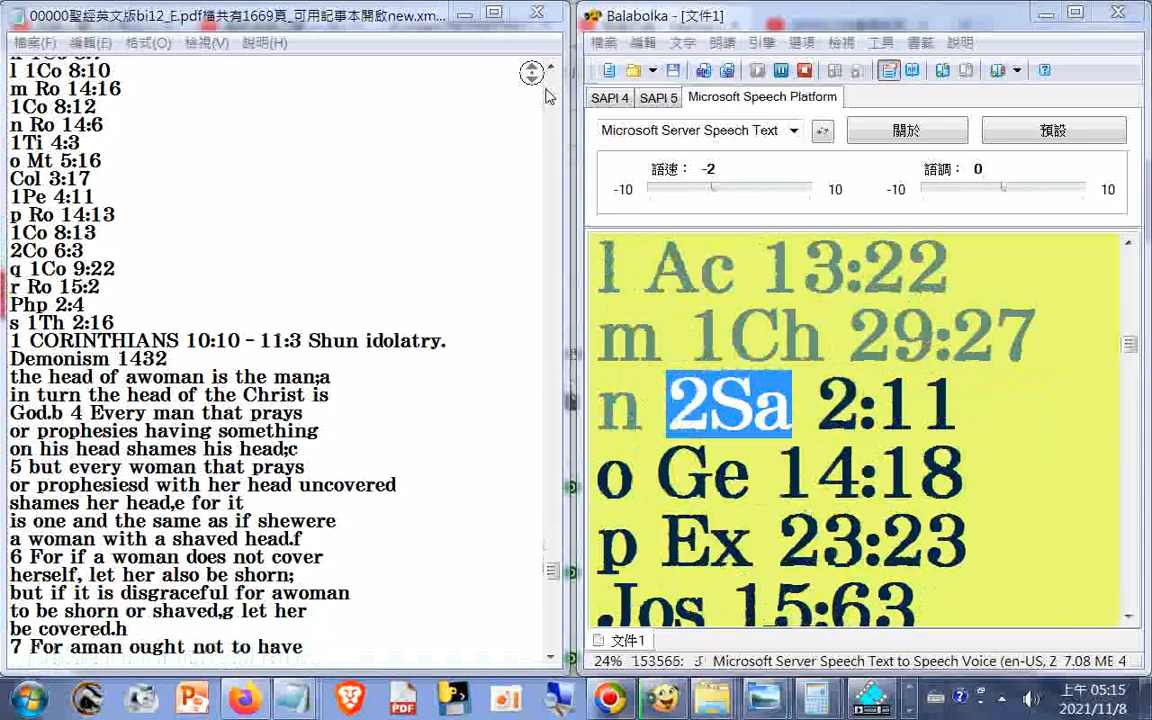 00000聖經英文版bi12_E.pdf檔共有1669頁_可用記事本開啟new.xm...
檔案(F) 編輯(E) 格式(O) 檢視(V) 說明(H)
l 1Co 8:10
m Ro 14:16
1Co 8:12
n Ro 14:6
1Ti 4:3
o Mt 5:16
Col 3:17
1Pe 4:11
p Ro 14:13
1Co 8:13
2Co 6:3
q 1Co 9:22
r Ro 15:2
Php 2:4
s 1Th 2:16
1 CORINTHIANS 10:10 – 11:3 Shun idolatry.
Demonism 1432
the head of awoman is the man;a
in turn the head of the Christ is
God.b 4 Every man that prays
or prophesies having something
on his head shames his head;c
5 but every woman that prays
or prophesiesd with her head uncovered
shames her head,e for it
is one and the same as if shewere
a woman with a shaved head.f
6 For if a woman does not cover
herself, let her also be shorn;
but if it is disgraceful for awoman
to be shorn or shaved,g let her
be covered.h
7 For aman ought not to have
Balabolka - [文件1]
檔案 編輯 文字 朗讀 引擎 選項 檢視 工具 書籤 說明
SAPI 4 SAPI 5 Microsoft Speech Platform
Microsoft Server Speech Text 關於 預設
語速： -2 語調： 0
-10 10 -10 10
l Ac 13:22
m 1Ch 29:27
n 2Sa 2:11
o Ge 14:18
p Ex 23:23
Jos 15:63
文件1
24% 153565: Microsoft Server Speech Text to Speech Voice (en-US, 2 7.08 MB 4
PDF
上午 05:15
2021/11/8